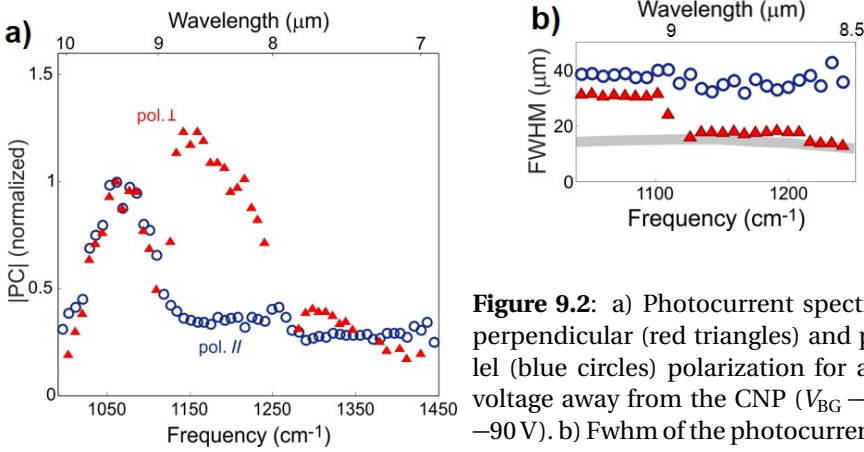 a)
Wavelength (μm)
10 9 8 7
1.5
1
0.5
0
|PC| (normalized)
pol.⊥
pol. //
1050 1150 1250 1350 1450
Frequency (cm-1)
b)
Wavelength (μm)
9 8.5
40
20
0
FWHM (μm)
1100 1200
Frequency (cm-1)
Figure 9.2: a) Photocurrent spectr
perpendicular (red triangles) and p
lel (blue circles) polarization for a
voltage away from the CNP (VBG −
−90 V). b) Fwhm of the photocurren